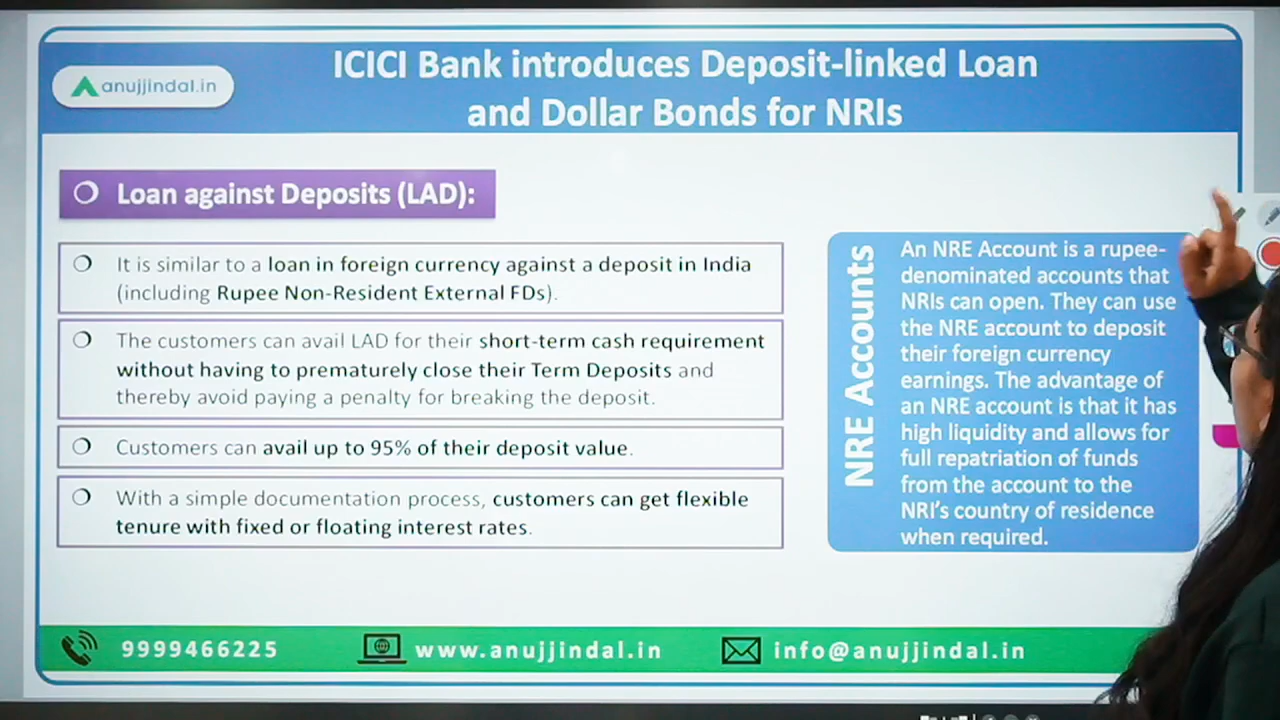 anujjindal.in
ICICI Bank introduces Deposit-linked Loan
and Dollar Bonds for NRIs
Loan against Deposits (LAD):
It is similar to a loan in foreign currency against a deposit in India
(including Rupee Non-Resident External FDs).
The customers can avail LAD for their short-term cash requirement
without having to prematurely close their Term Deposits and
thereby avoid paying a penalty for breaking the deposit.
Customers can avail up to 95% of their deposit value.
With a simple documentation process, customers can get flexible
tenure with fixed or floating interest rates.
NRE Accounts
An NRE Account is a rupee-
denominated accounts that
NRIs can open. They can use
the NRE account to deposit
their foreign currency
earnings. The advantage of
an NRE account is that it has
high liquidity and allows for
full repatriation of funds
from the account to the
NRI's country of residence
when required.
9999466225
www.anujjindal.in
info@anujjindal.in